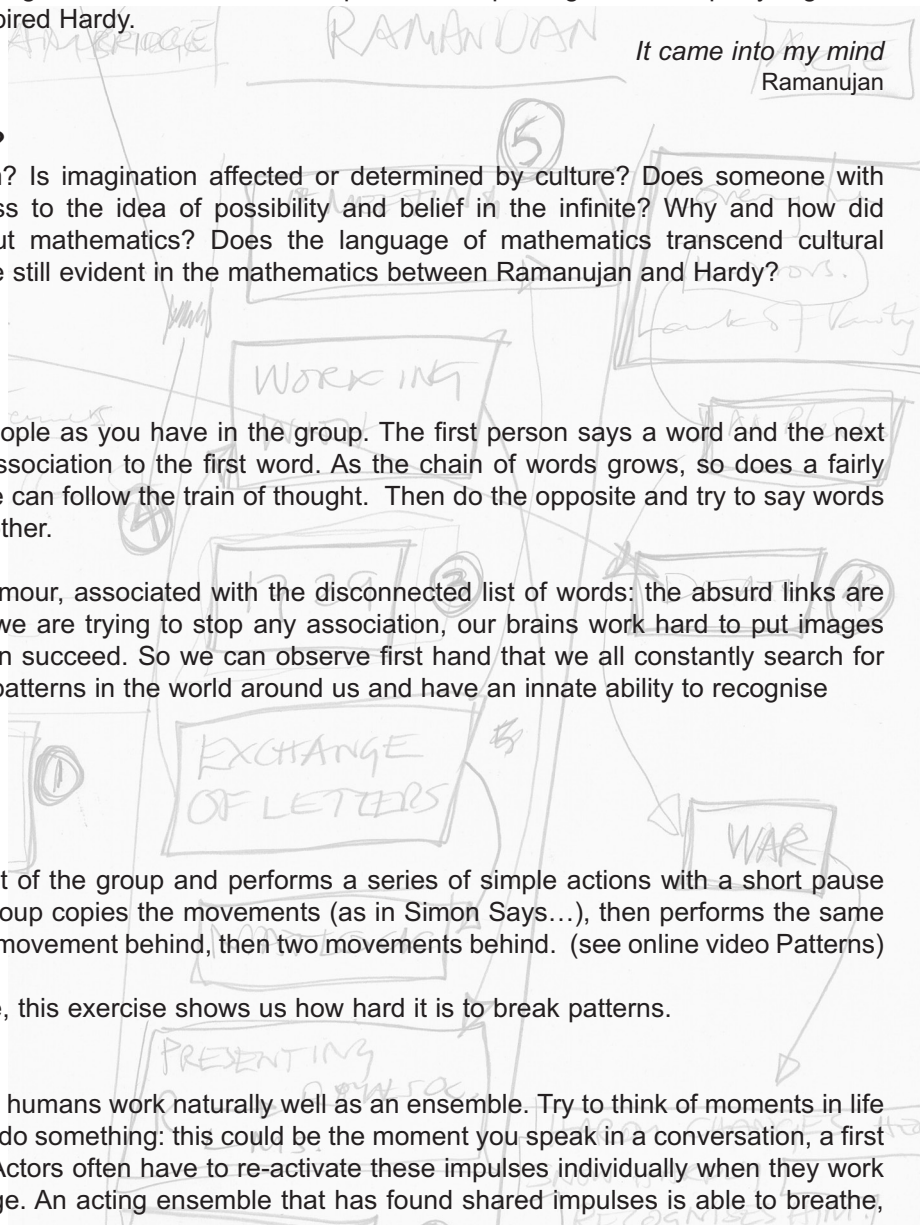 pired Hardy.
It came into my mind
Ramanujan
? Is imagination affected or determined by culture? Does someone with
ss to the idea of possibility and belief in the infinite? Why and how did
ut mathematics? Does the language of mathematics transcend cultural
e still evident in the mathematics between Ramanujan and Hardy?
ople as you have in the group. The first person says a word and the next
ssociation to the first word. As the chain of words grows, so does a fairly
e can follow the train of thought. Then do the opposite and try to say words
ther.
mour, associated with the disconnected list of words: the absurd links are
we are trying to stop any association, our brains work hard to put images
n succeed. So we can observe first hand that we all constantly search for
patterns in the world around us and have an innate ability to recognise
t of the group and performs a series of simple actions with a short pause
roup copies the movements (as in Simon Says…), then performs the same
movement behind, then two movements behind. (see online video Patterns)
e, this exercise shows us how hard it is to break patterns.
humans work naturally well as an ensemble. Try to think of moments in life
do something: this could be the moment you speak in a conversation, a first
Actors often have to re-activate these impulses individually when they work
ge. An acting ensemble that has found shared impulses is able to breathe,
RAMANUJAN
5
WORKING
1729
3
4
EXCHANGE
OF LETTERS
1
WAR
PRESENTING